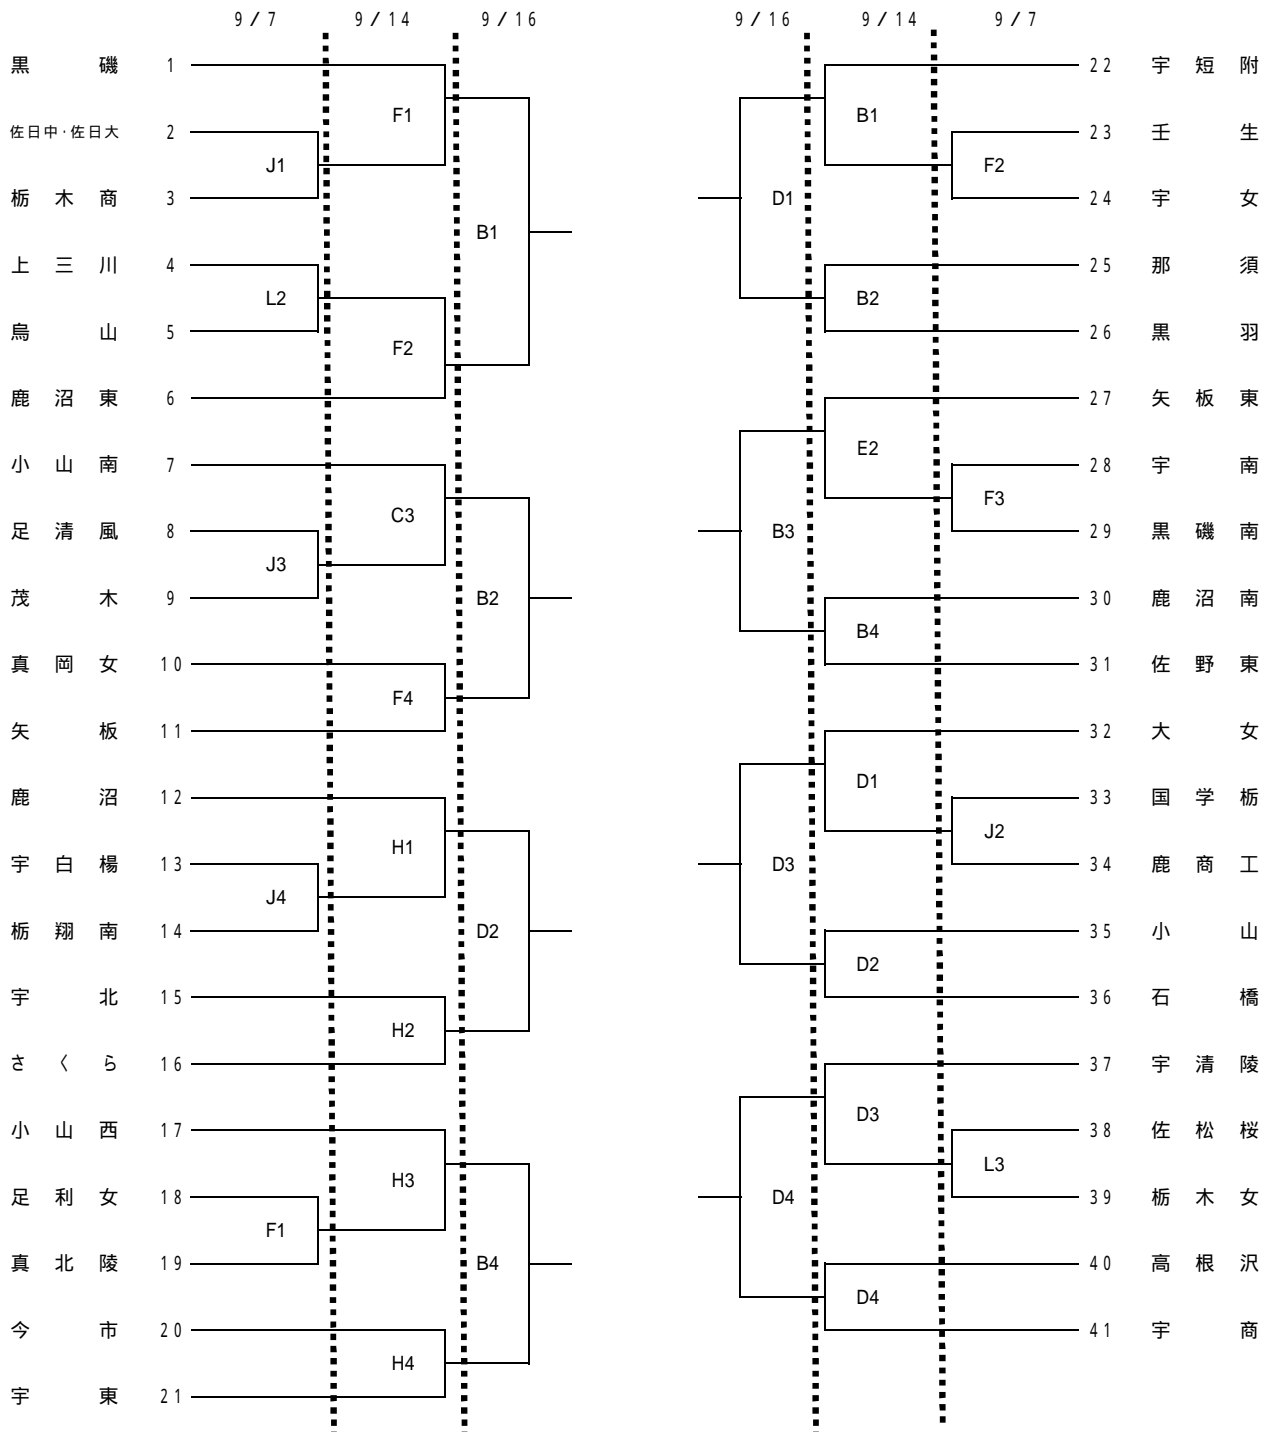 9/7 9/14 9/16 9/16 9/14 9/7
黒磯 1 22 宇短附
F1 B1
佐日中・佐日大 2 23 壬生
J1 F2
栃木商 3 D1 24 宇女
B1
上三川 4 25 那須
L2 B2
烏山 5 26 黒羽
F2
鹿沼東 6 27 矢板東
E2
小山南 7 28 宇南
C3 F3
足清風 8 B3 29 黒磯南
J3
茂木 9 B2 30 鹿沼南
B4
真岡女 10 31 佐野東
F4
矢板 11 32 大女
D1
鹿沼 12 33 国学栃
H1 J2
宇白楊 13 D3 34 鹿商工
J4
栃翔南 14 D2 35 小山
D2
宇北 15 36 石橋
H2
さくら 16 37 宇清陵
D3
小山西 17 38 佐松桜
H3 L3
足利女 18 D4 39 栃木女
F1
真北陵 19 B4 40 高根沢
D4
今市 20 41 宇商
H4
宇東 21